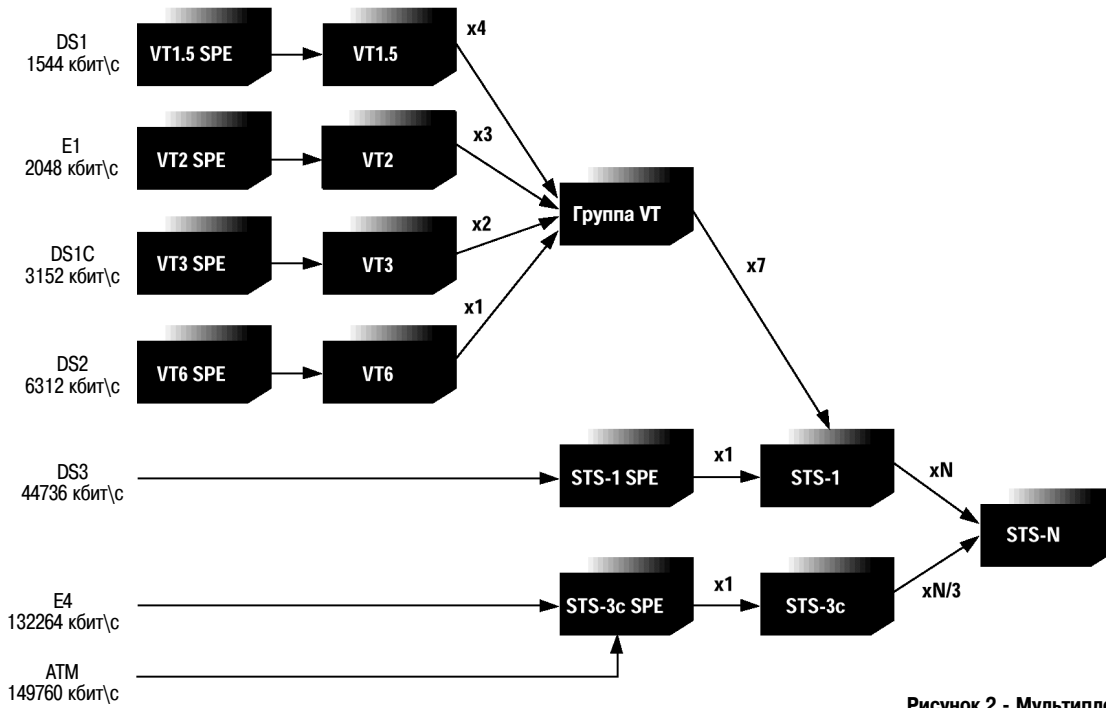 DS1
1544 кбит\с
VT1.5 SPE
VT1.5
x4
E1
2048 кбит\с
VT2 SPE
VT2
x3
Группа VT
DS1C
3152 кбит\с
VT3 SPE
VT3
x2
x7
DS2
6312 кбит\с
VT6 SPE
VT6
x1
DS3
44736 кбит\с
STS-1 SPE
x1
STS-1
xN
STS-N
E4
132264 кбит\с
STS-3c SPE
x1
STS-3c
xN/3
ATM
149760 кбит\с
Рисунок 2 - Мультипле